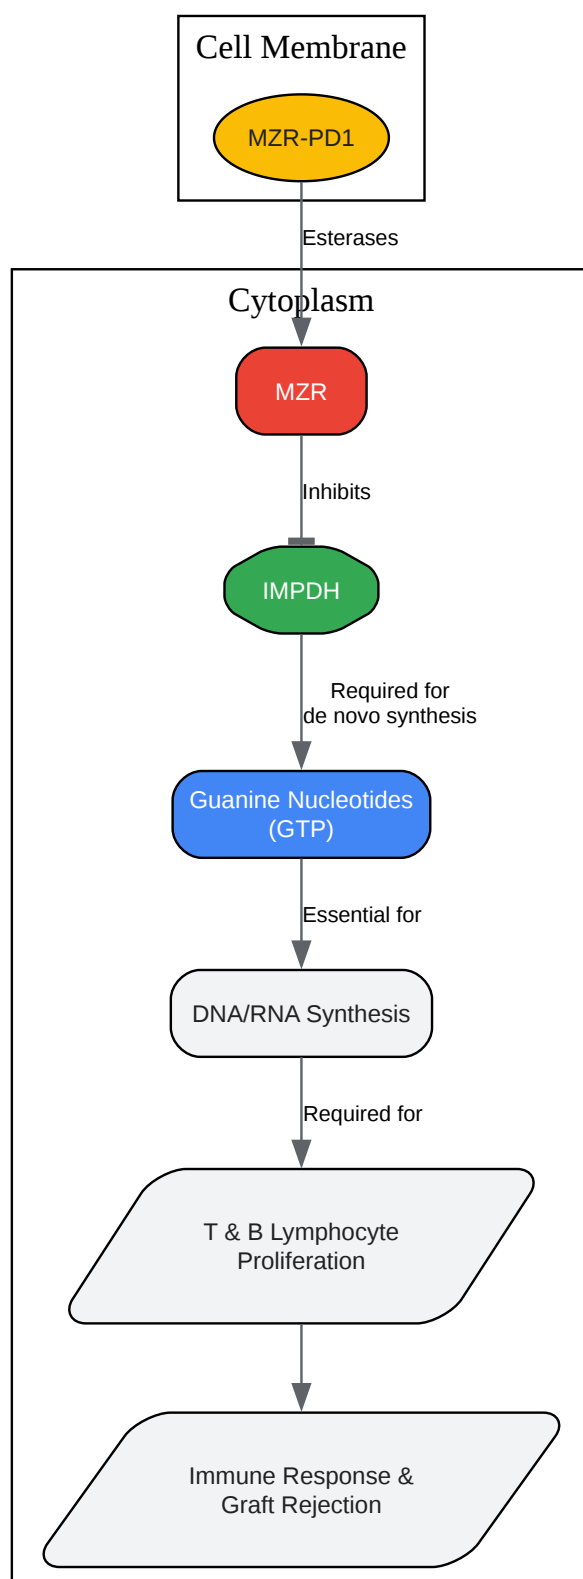 Cell Membrane
MZR-PD1
Esterases
Cytoplasm
MZR
Inhibits
IMPDH
Required for
de novo synthesis
Guanine Nucleotides
(GTP)
Essential for
DNA/RNA Synthesis
Required for
T & B Lymphocyte
Proliferation
Immune Response &
Graft Rejection